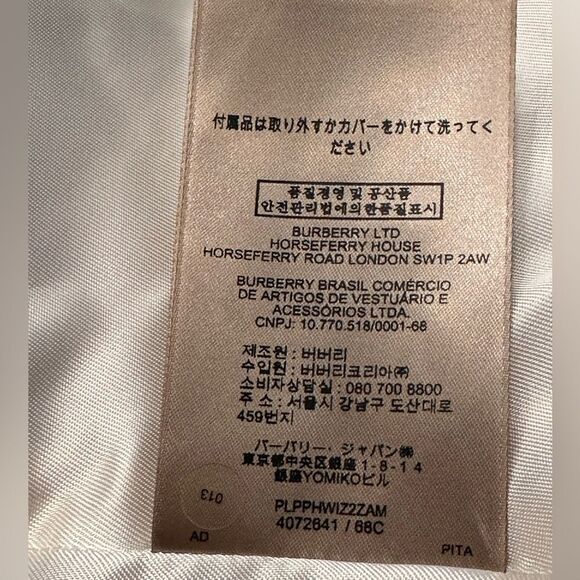 付属品は取り外すかカバーをかけて洗ってく
ださい
품질경영 및 공산품
안전관리법에의한품질표시
BURBERRY LTD
HORSEFERRY HOUSE
HORSEFERRY ROAD LONDON SW1P 2AW
BURBERRY BRASIL COMÉRCIO
DE ARTIGOS DE VESTUÁRIO E
ACESSÓRIOS LTDA.
CNPJ: 10.770.518/0001-68
제조원 : 버버리
수입원 : 버버리코리아㈜
소비자상담실 : 080 700 8800
주 소 : 서울시 강남구 도산대로
459번지
バーバリー・ジャパン㈱
東京都中央区銀座1-8-14
銀座YOMIKOビル
013
PLPPHWIZ2ZAM
4072641 / 68C
AD
PITA